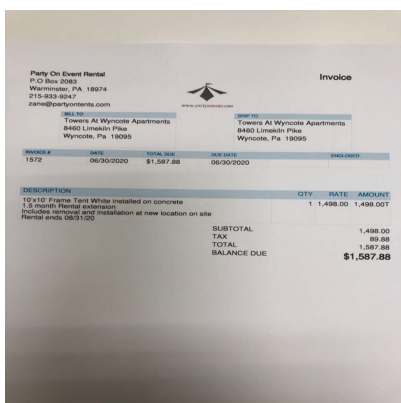 Party On Event Rental
P.O Box 2083
Warminster, PA 18974
215-933-9247
zane@partyontents.com
Invoice
www.partyontents.com
BILL TO
Towers At Wyncote Apartments
8460 Limekiln Pike
Wyncote, Pa 19095
SHIP TO
Towers At Wyncote Apartments
8460 Limekiln Pike
Wyncote, Pa 19095
INVOICE # DATE TOTAL DUE DUE DATE ENCLOSED
1572 06/30/2020 $1,587.88 06/30/2020
DESCRIPTION QTY RATE AMOUNT
10'x10' Frame Tent White installed on concrete 1 1,498.00 1,498.00T
1.5 month Rental extension
Includes removal and installation at new location on site
Rental ends 08/31/20
SUBTOTAL 1,498.00
TAX 89.88
TOTAL 1,587.88
BALANCE DUE $1,587.88